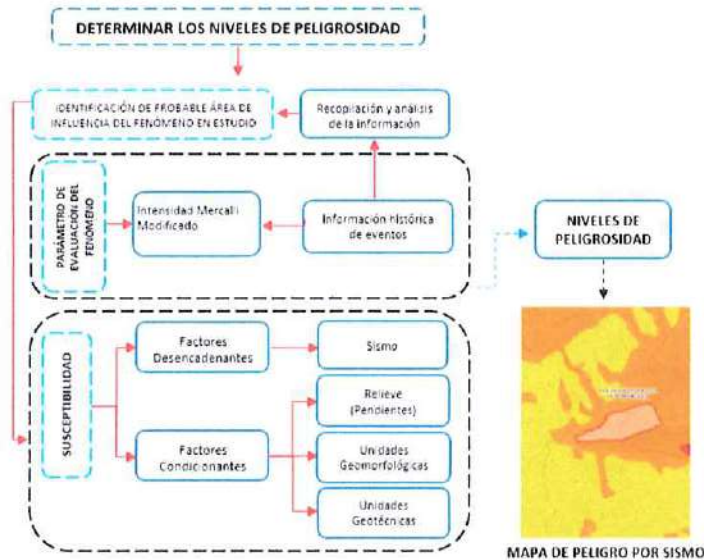 DETERMINAR LOS NIVELES DE PELIGROSIDAD
IDENTIFICACIÓN DE PROBABLE ÁREA DE
INFLUENCIA DEL FENÓMENO EN ESTUDIO
Recopilación y análisis
de la información
PARÁMETRO DE
EVALUACIÓN DEL
FENÓMENO
Intensidad Mercalli
Modificado
Información histórica
de eventos
NIVELES DE
PELIGROSIDAD
SUSCEPTIBILIDAD
Factores
Desencadenantes
Sismo
Factores
Condicionantes
Relieve
(Pendientes)
Unidades
Geomorfológicas
Unidades
Geotécnicas
MAPA DE PELIGRO POR SISMO